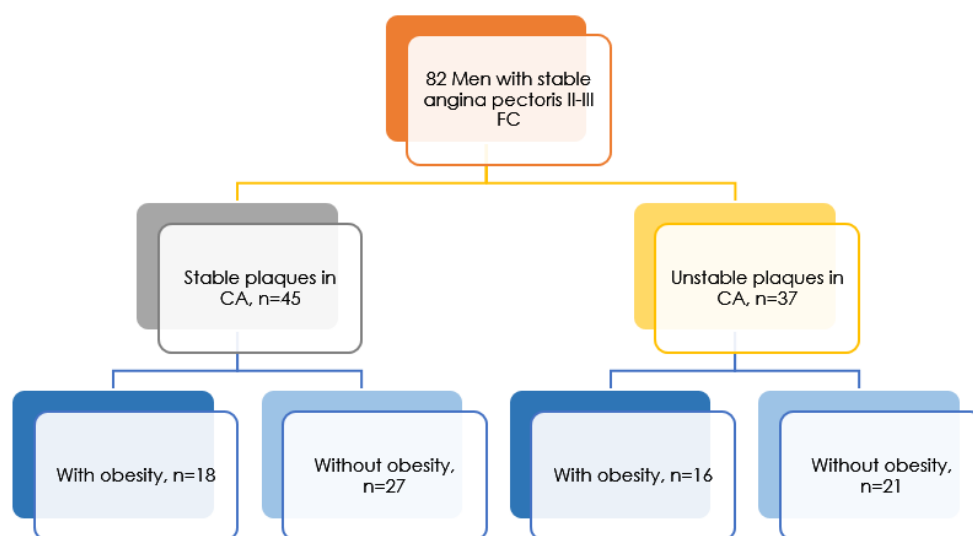 82 Men with stable
angina pectoris II-III
FC
Stable plaques in
CA, n=45
Unstable plaques in
CA, n=37
With obesity, n=18
Without obesity,
n=27
With obesity, n=16
Without obesity,
n=21